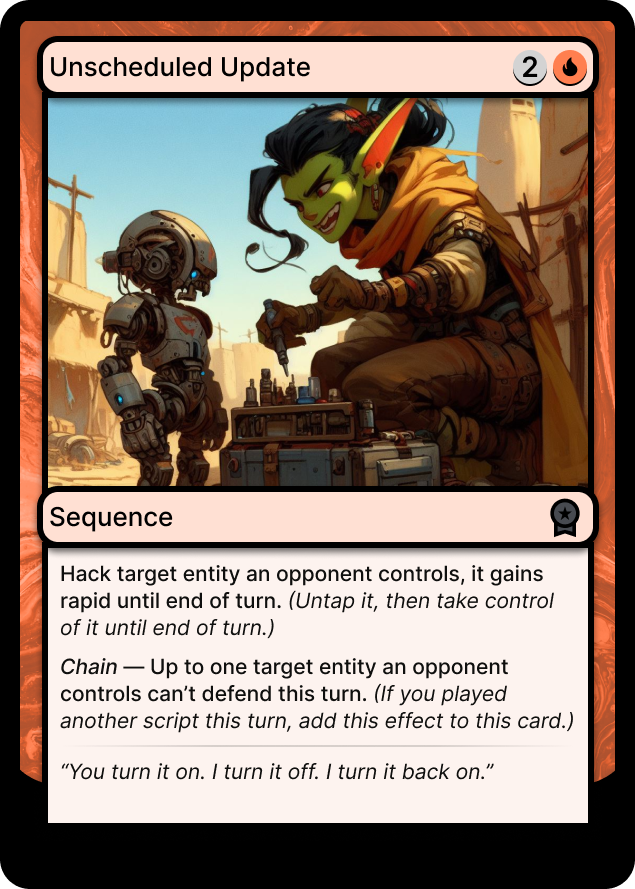 Unscheduled Update
2
Sequence
Hack target entity an opponent controls, it gains
rapid until end of turn. (Untap it, then take control
of it until end of turn.)
Chain — Up to one target entity an opponent
controls can’t defend this turn. (If you played
another script this turn, add this effect to this card.)
“You turn it on. I turn it off. I turn it back on.”